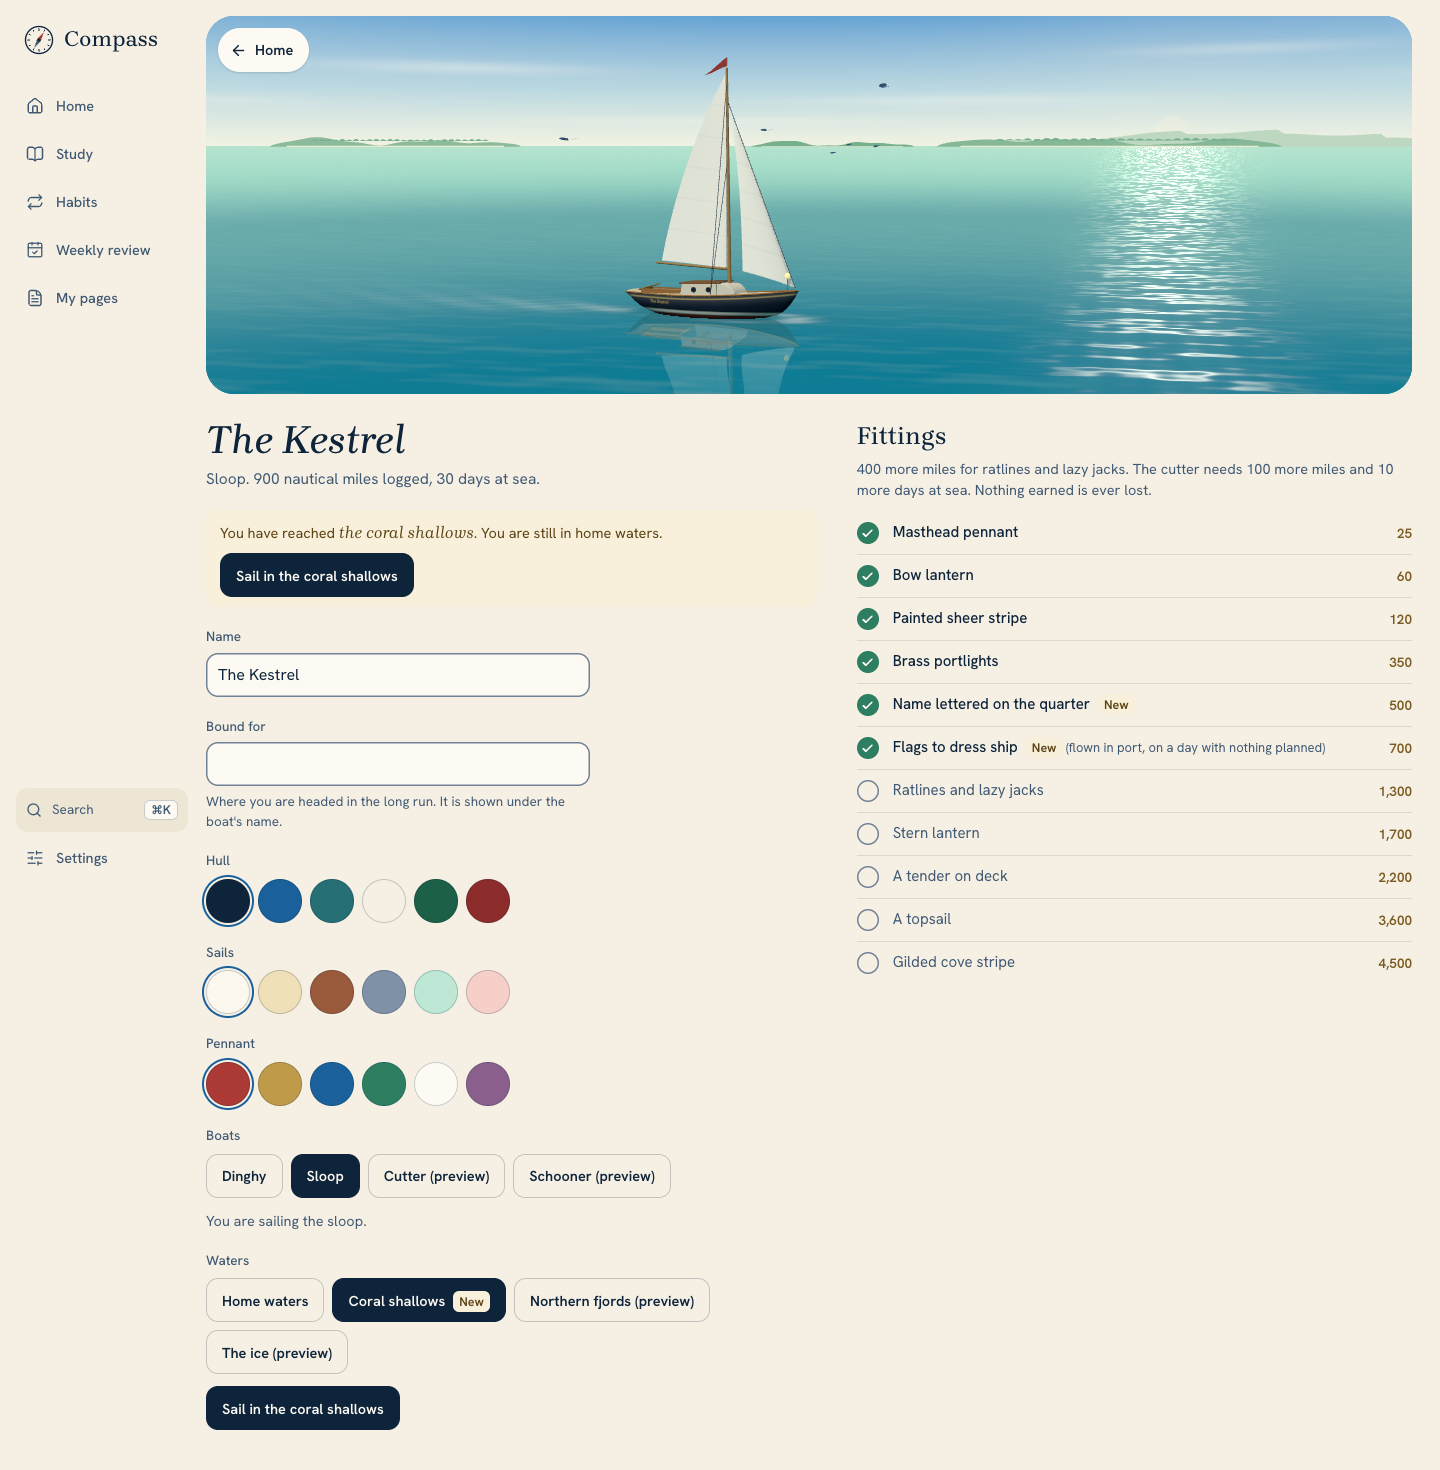 Compass
Home
Study
Habits
Weekly review
My pages
Search ⌘K
Settings
Home
The Kestrel
The Kestrel
Sloop. 900 nautical miles logged, 30 days at sea.
You have reached the coral shallows. You are still in home waters.
Sail in the coral shallows
Name
The Kestrel
Bound for
Where you are headed in the long run. It is shown under the
boat's name.
Hull
Sails
Pennant
Boats
Dinghy
Sloop
Cutter (preview)
Schooner (preview)
You are sailing the sloop.
Waters
Home waters
Coral shallows New
Northern fjords (preview)
The ice (preview)
Sail in the coral shallows
Fittings
400 more miles for ratlines and lazy jacks. The cutter needs 100 more miles and 10
more days at sea. Nothing earned is ever lost.
Masthead pennant 25
Bow lantern 60
Painted sheer stripe 120
Brass portlights 350
Name lettered on the quarter New 500
Flags to dress ship New (flown in port, on a day with nothing planned) 700
Ratlines and lazy jacks 1,300
Stern lantern 1,700
A tender on deck 2,200
A topsail 3,600
Gilded cove stripe 4,500